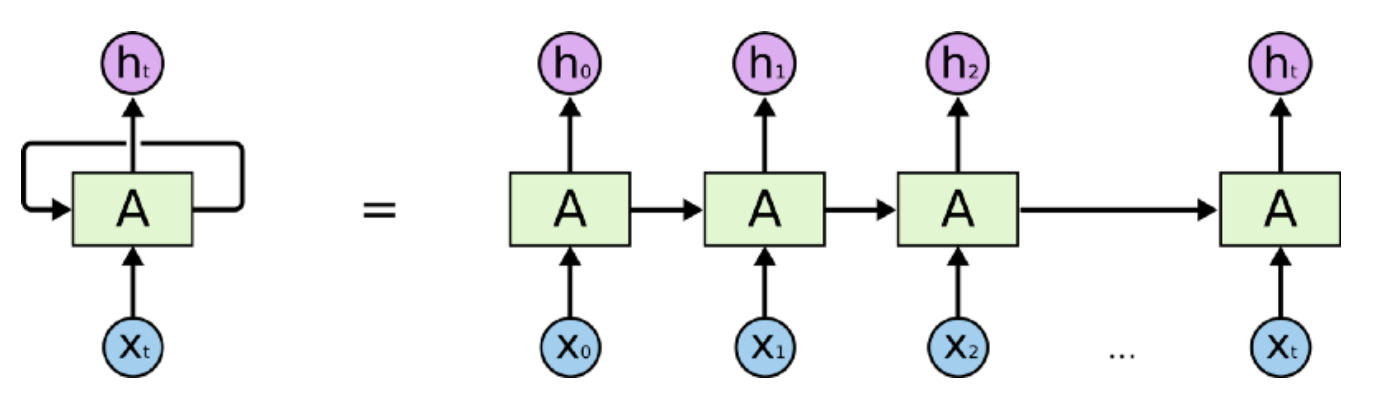 hₜ h₀ h₁ h₂ hₜ
A = A A A A
xₜ x₀ x₁ x₂ ... xₜ